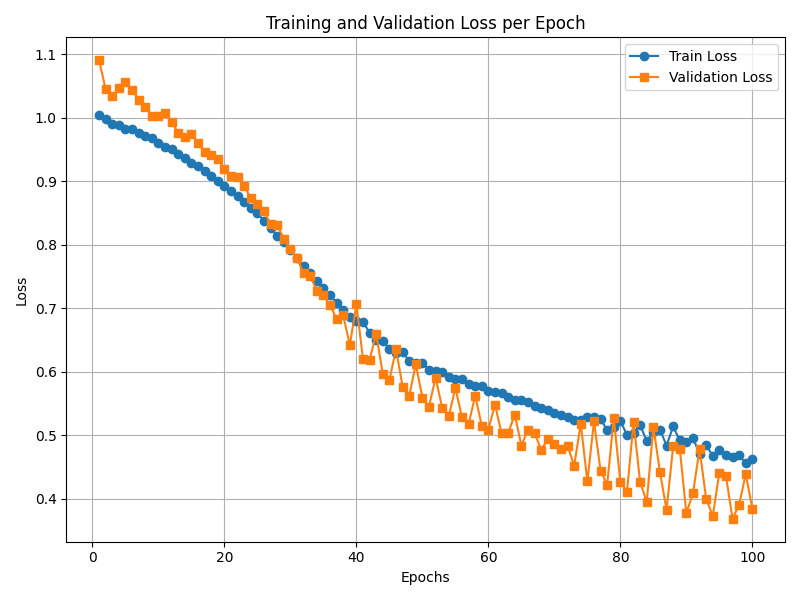 Training and Validation Loss per Epoch
Train Loss
Validation Loss
1.1
1.0
0.9
0.8
0.7
0.6
0.5
0.4
Loss
0 20 40 60 80 100
Epochs